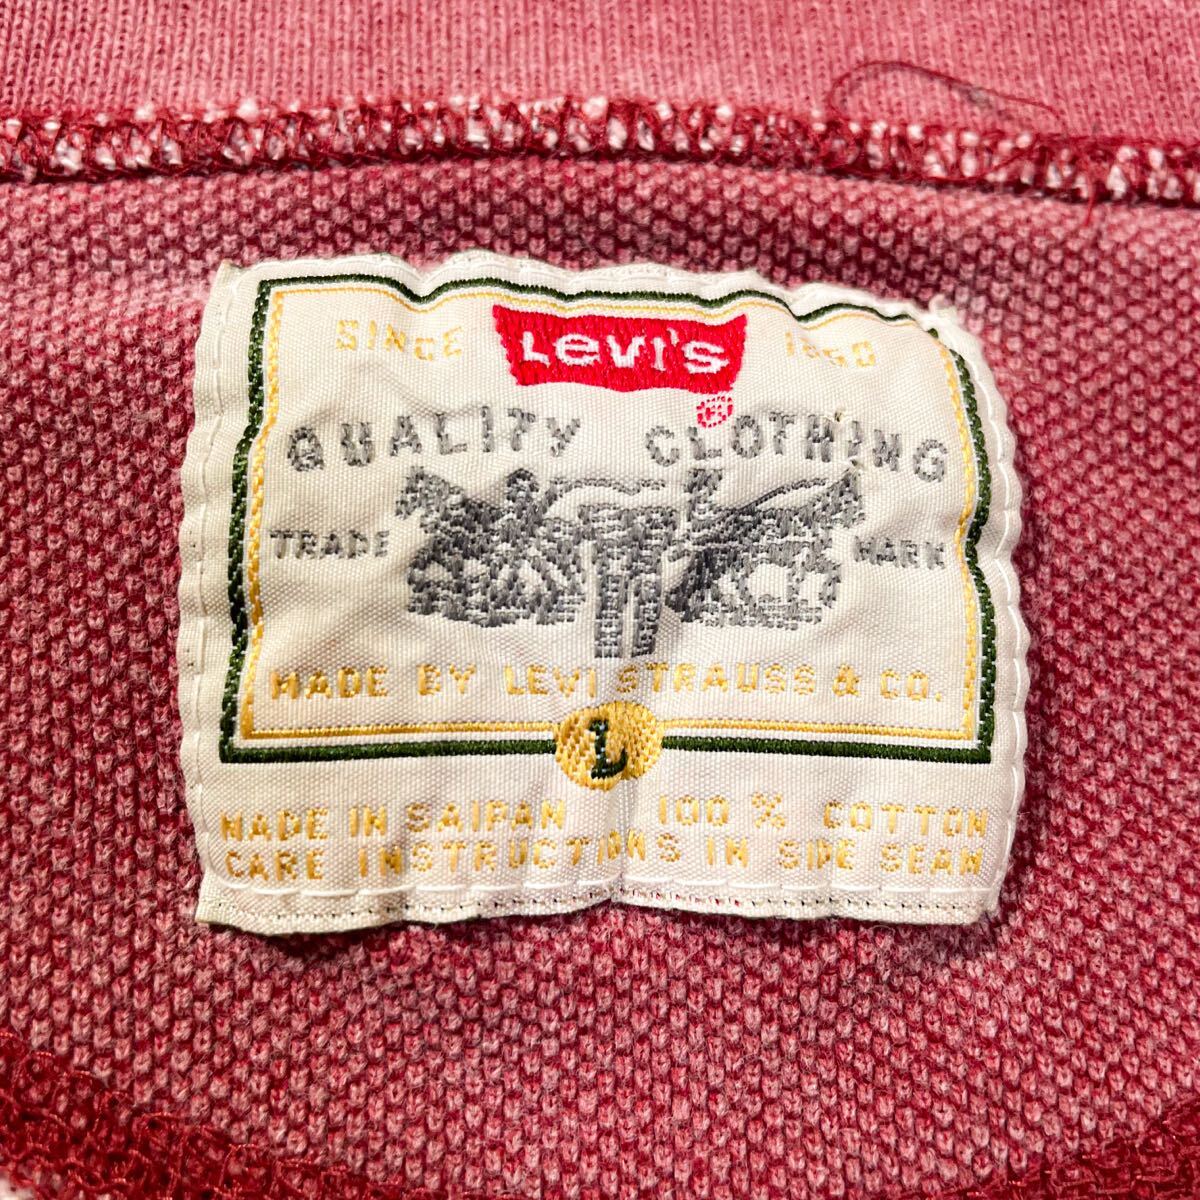 SINCE LEVI'S 1850
®
QUALITY CLOTHING
TRADE MARK
MADE BY LEVI STRAUSS & CO.
L
MADE IN SAIPAN 100 % COTTON
CARE INSTRUCTIONS IN SIDE SEAM